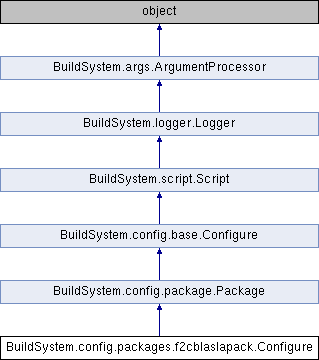 object
BuildSystem.args.ArgumentProcessor
BuildSystem.logger.Logger
BuildSystem.script.Script
BuildSystem.config.base.Configure
BuildSystem.config.package.Package
BuildSystem.config.packages.f2cblaslapack.Configure